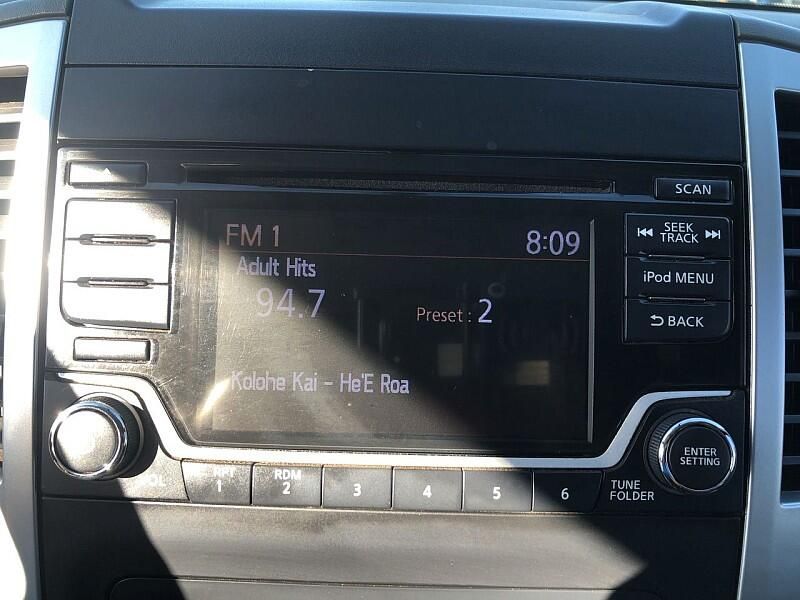 SCAN
SEEK
TRACK
iPod MENU
BACK
FM 1
8:09
Adult Hits
94.7
Preset : 2
Kolohe Kai - He'E Roa
VOL
RPT
1
RDM
2
3
4
5
6
TUNE
FOLDER
ENTER
SETTING